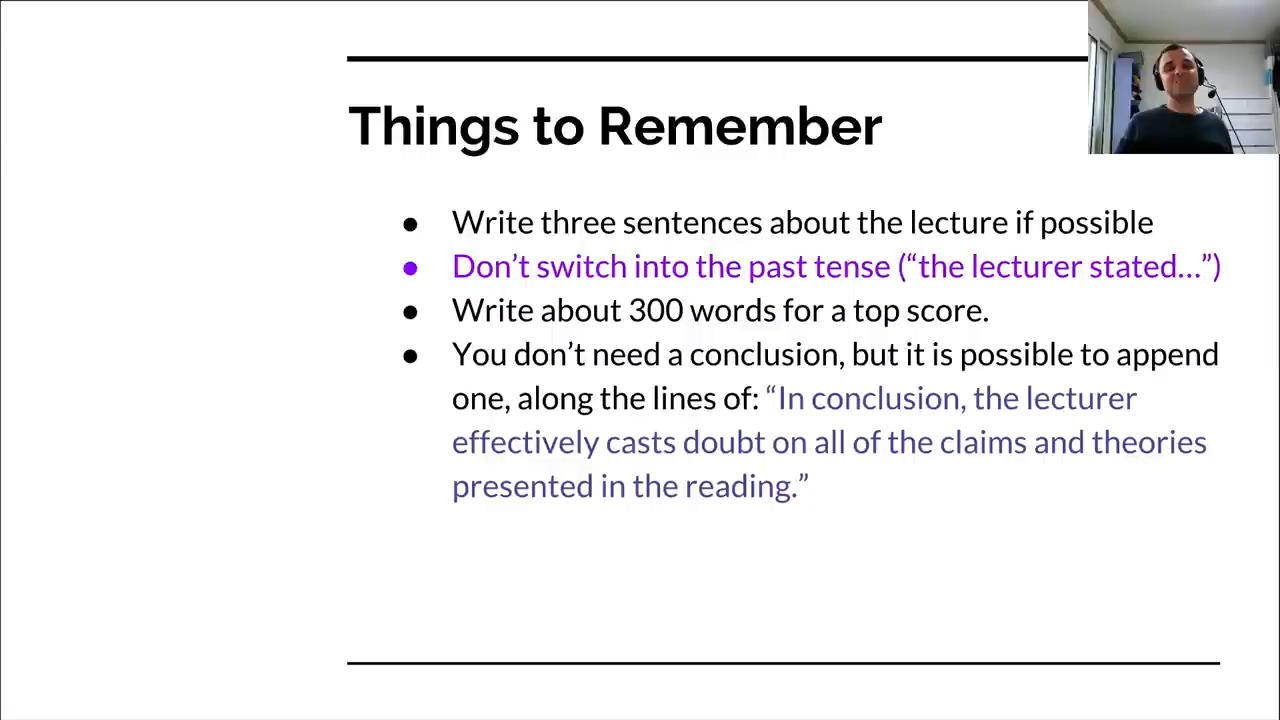 Things to Remember
● Write three sentences about the lecture if possible
● Don’t switch into the past tense (“the lecturer stated…”)
● Write about 300 words for a top score.
● You don’t need a conclusion, but it is possible to append
one, along the lines of: “In conclusion, the lecturer
effectively casts doubt on all of the claims and theories
presented in the reading.”